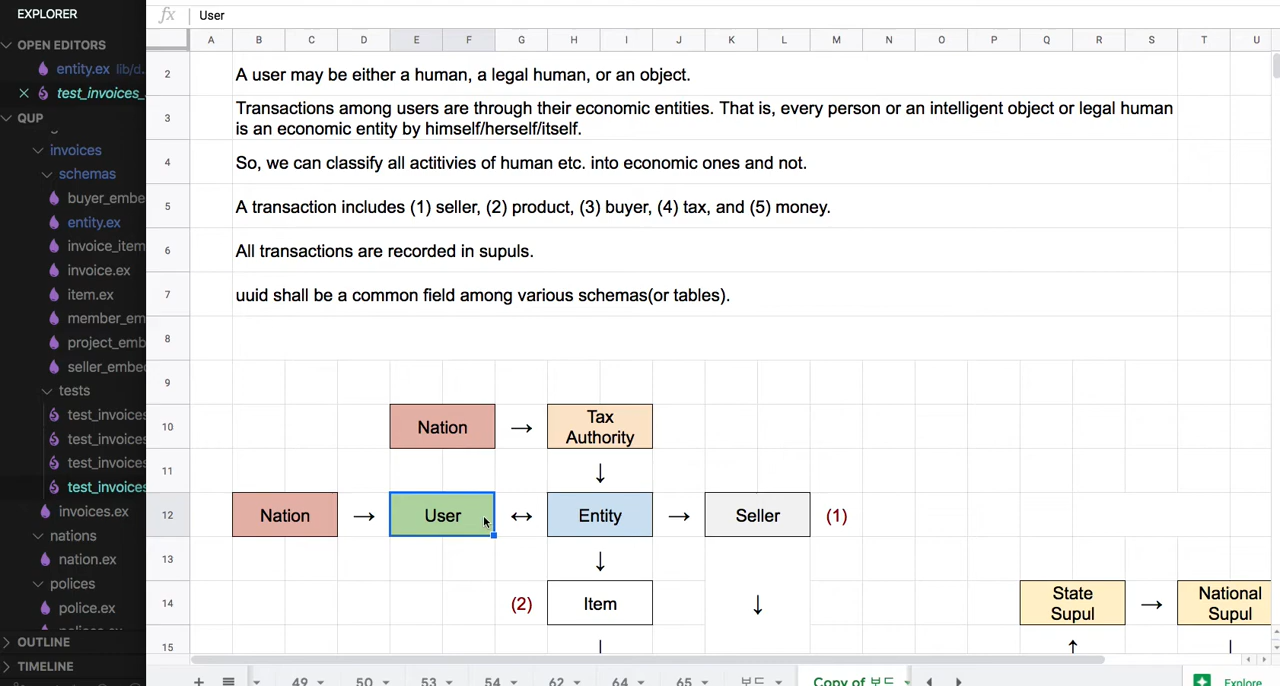 EXPLORER
fx
User
A B C D E F G H I J K L M N O P Q R S T U
OPEN EDITORS
entity.ex lib/d.
test_invoices_
QUP
invoices
schemas
buyer_embe
entity.ex
invoice_item
invoice.ex
item.ex
member_em
project_emb
seller_embe
tests
test_invoices
test_invoices
test_invoices
test_invoices
invoices.ex
nations
nation.ex
polices
police.ex
OUTLINE
TIMELINE
2 A user may be either a human, a legal human, or an object.
3 Transactions among users are through their economic entities. That is, every person or an intelligent object or legal human
is an economic entity by himself/herself/itself.
4 So, we can classify all actitivies of human etc. into economic ones and not.
5 A transaction includes (1) seller, (2) product, (3) buyer, (4) tax, and (5) money.
6 All transactions are recorded in supuls.
7 uuid shall be a common field among various schemas(or tables).
8
9
10 Nation → Tax
Authority
11 ↓
12 Nation → User ↔ Entity → Seller (1)
13 ↓
14 (2) Item ↓ State
Supul → National
Supul
15 ↑
49 50 53 54 62 64 65 보드 Copy of 보드
Explore